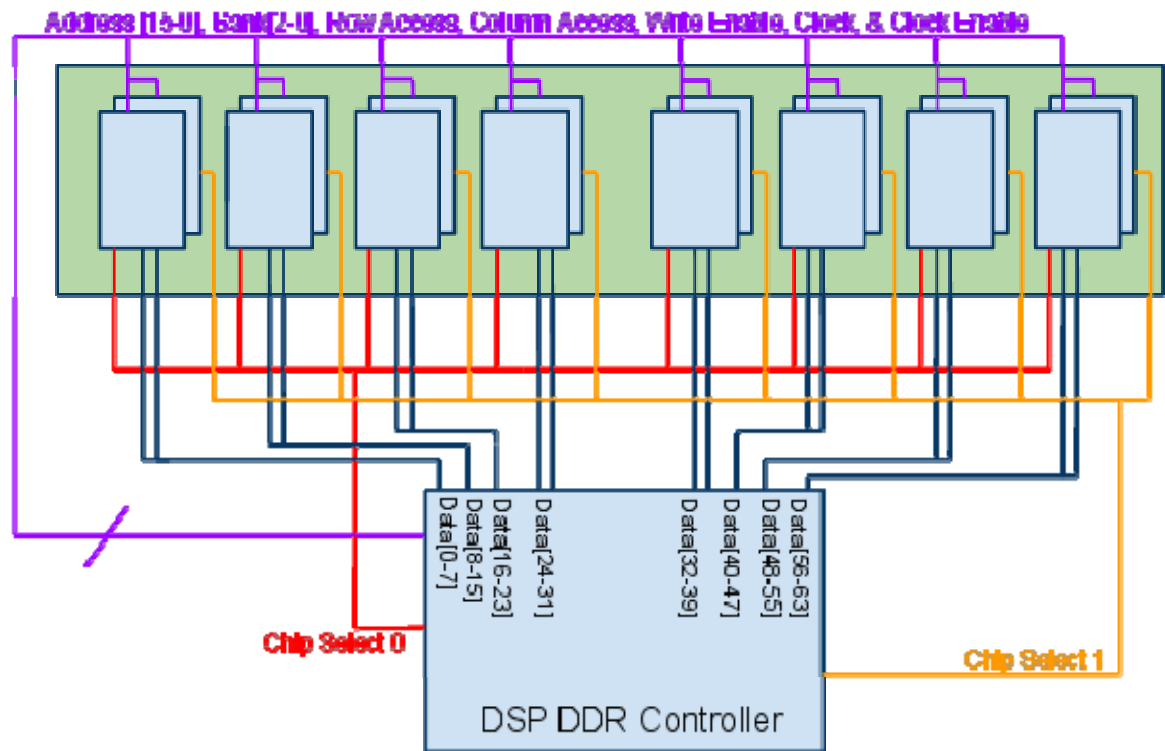 Address [15-0], Bank[2-0], Row Access, Column Access, Write Enable, Clock, & Clock Enable
Data[0-7]
Data[8-15]
Data[16-23]
Data[24-31]
Data[32-39]
Data[40-47]
Data[48-55]
Data[56-63]
Chip Select 0
Chip Select 1
DSP DDR Controller